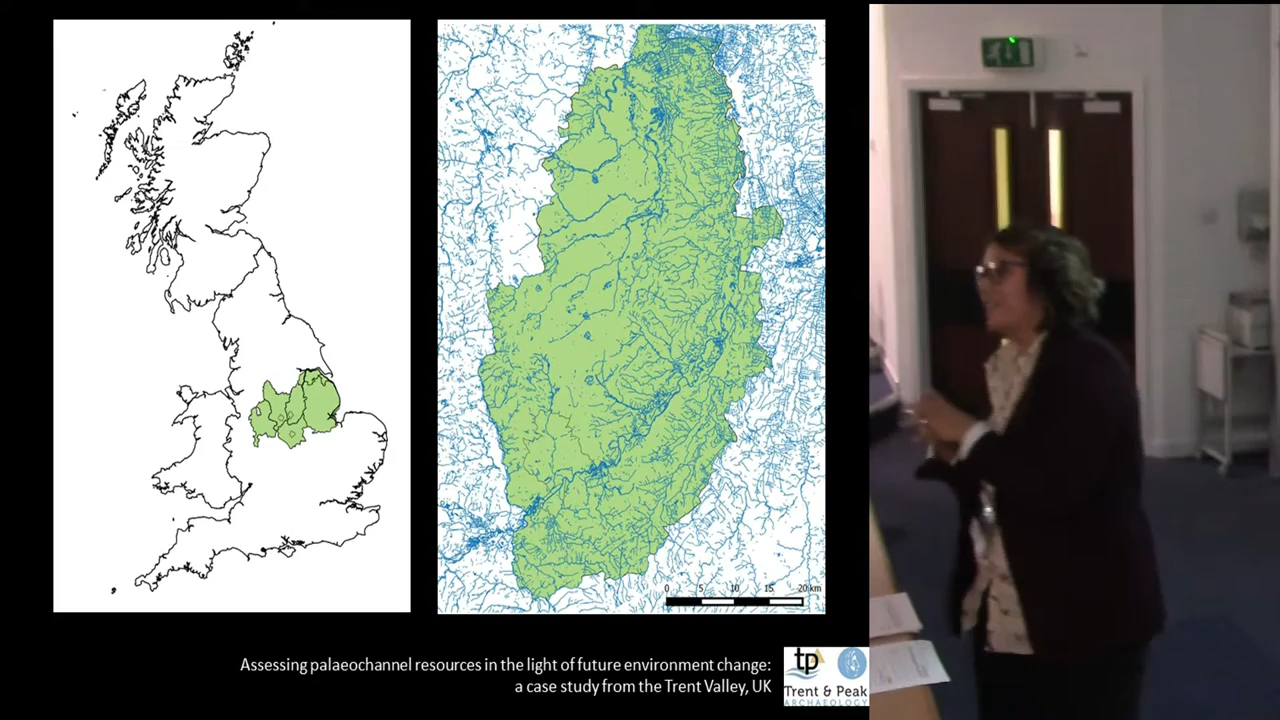 0 5 10 15 20 km
Assessing palaeochannel resources in the light of future environment change:
a case study from the Trent Valley, UK
tp
Trent & Peak
ARCHAEOLOGY